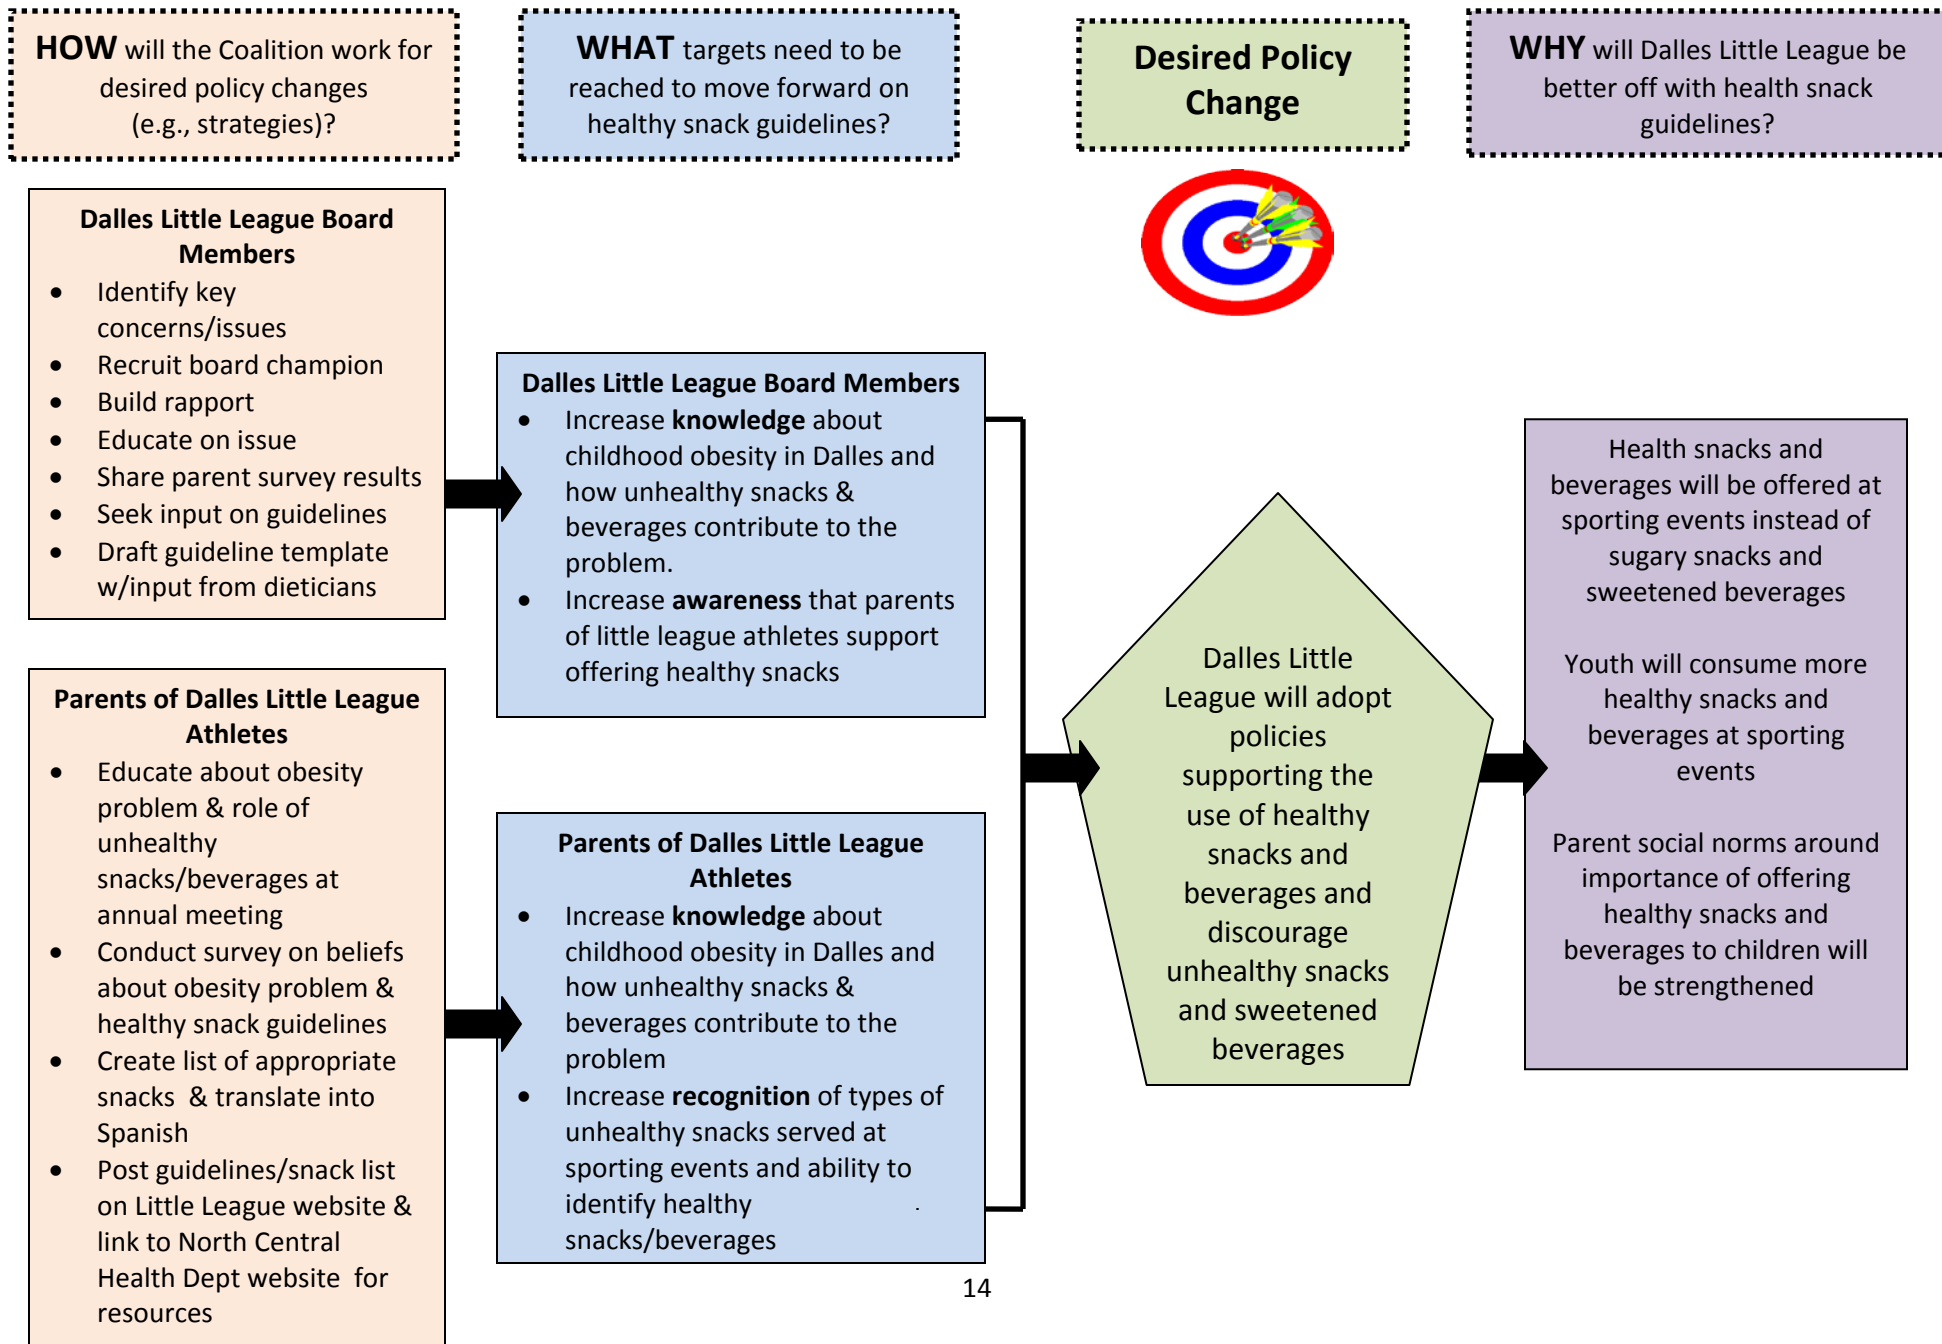 HOW will the Coalition work for
desired policy changes
(e.g., strategies)?
WHAT targets need to be
reached to move forward on
healthy snack guidelines?
Desired Policy
Change
WHY will Dalles Little League be
better off with health snack
guidelines?
Dalles Little League Board
Members
• Identify key
concerns/issues
• Recruit board champion
• Build rapport
• Educate on issue
• Share parent survey results
• Seek input on guidelines
• Draft guideline template
w/input from dieticians
Parents of Dalles Little League
Athletes
• Educate about obesity
problem & role of
unhealthy
snacks/beverages at
annual meeting
• Conduct survey on beliefs
about obesity problem &
healthy snack guidelines
• Create list of appropriate
snacks & translate into
Spanish
• Post guidelines/snack list
on Little League website &
link to North Central
Health Dept website for
resources
Dalles Little League Board Members
• Increase knowledge about
childhood obesity in Dalles and
how unhealthy snacks &
beverages contribute to the
problem.
• Increase awareness that parents
of little league athletes support
offering healthy snacks
Parents of Dalles Little League
Athletes
• Increase knowledge about
childhood obesity in Dalles and
how unhealthy snacks &
beverages contribute to the
problem
• Increase recognition of types of
unhealthy snacks served at
sporting events and ability to
identify healthy
snacks/beverages
Dalles Little
League will adopt
policies
supporting the
use of healthy
snacks and
beverages and
discourage
unhealthy snacks
and sweetened
beverages
Health snacks and
beverages will be offered at
sporting events instead of
sugary snacks and
sweetened beverages
Youth will consume more
healthy snacks and
beverages at sporting
events
Parent social norms around
importance of offering
healthy snacks and
beverages to children will
be strengthened
14